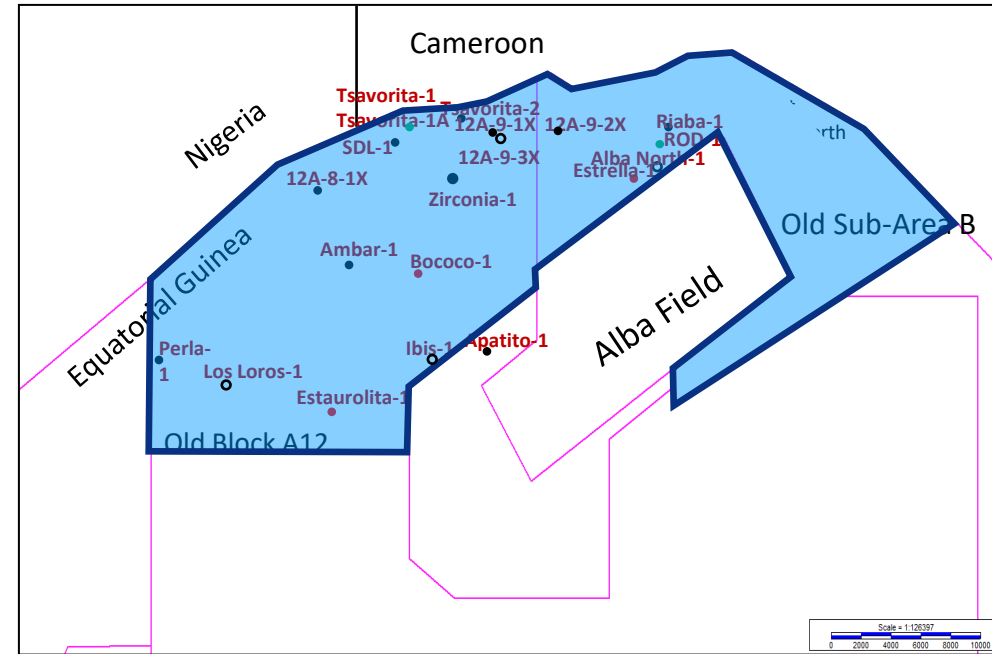 Cameroon
Nigeria
Tsavorita-1
Tsavorita-2
Tsavorita-1A
12A-9-1X
12A-9-2X
Riaba-1
SDL-1
ROD-1
12A-9-3X
Alba North-1
Estrella-1
12A-8-1X
Zirconia-1
Old Sub-Area B
Equatorial Guinea
Ambar-1
Bococo-1
Alba Field
Perla-
1
Ibis-1
Apatito-1
Los Loros-1
Estaurolita-1
Old Block A12
Scale = 1:126397
0 2000 4000 6000 8000 10000